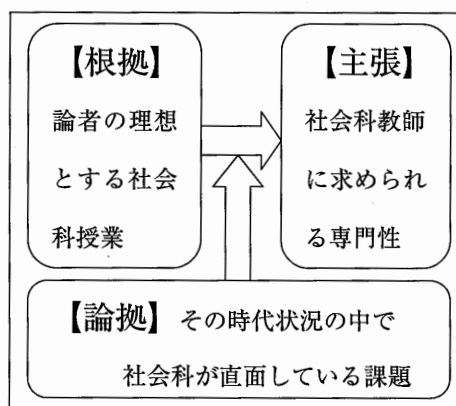 【根拠】
論者の理想
とする社会
科授業
【主張】
社会科教師
に求められ
る専門性
【論拠】その時代状況の中で
社会科が直面している課題